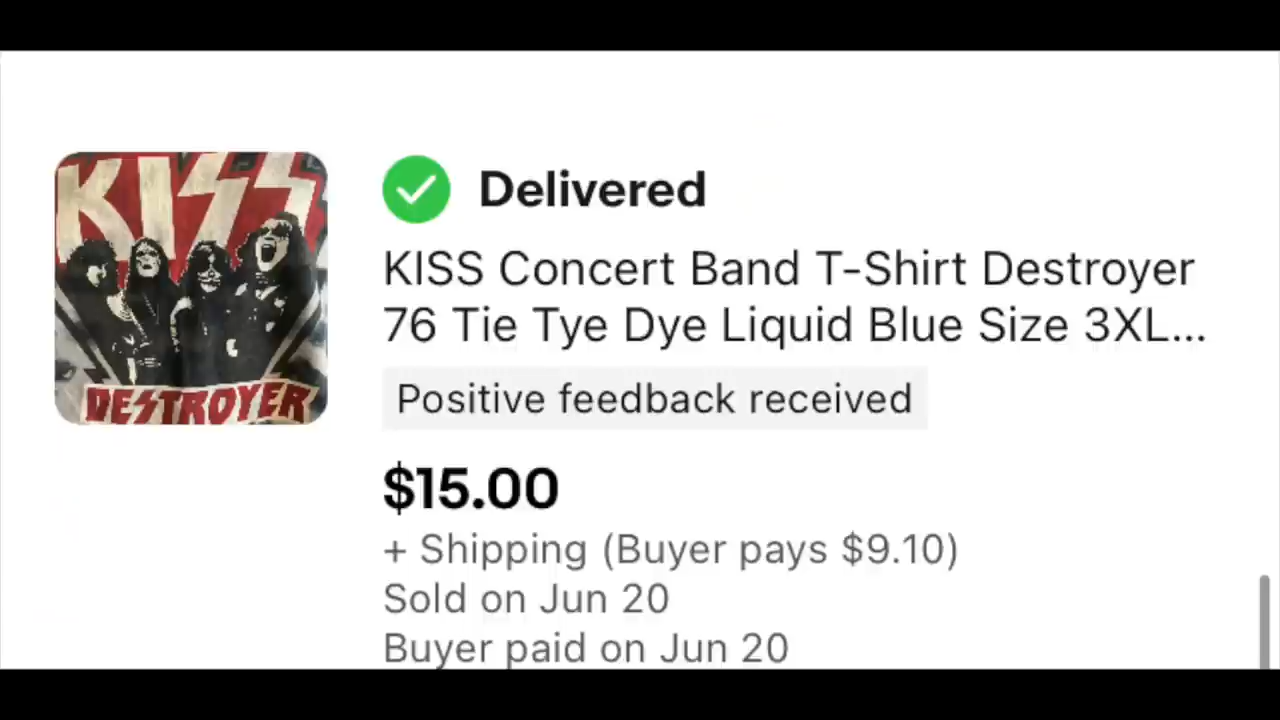 KISS
DESTROYER
Delivered
KISS Concert Band T-Shirt Destroyer
76 Tie Tye Dye Liquid Blue Size 3XL...
Positive feedback received
$15.00
+ Shipping (Buyer pays $9.10)
Sold on Jun 20
Buyer paid on Jun 20